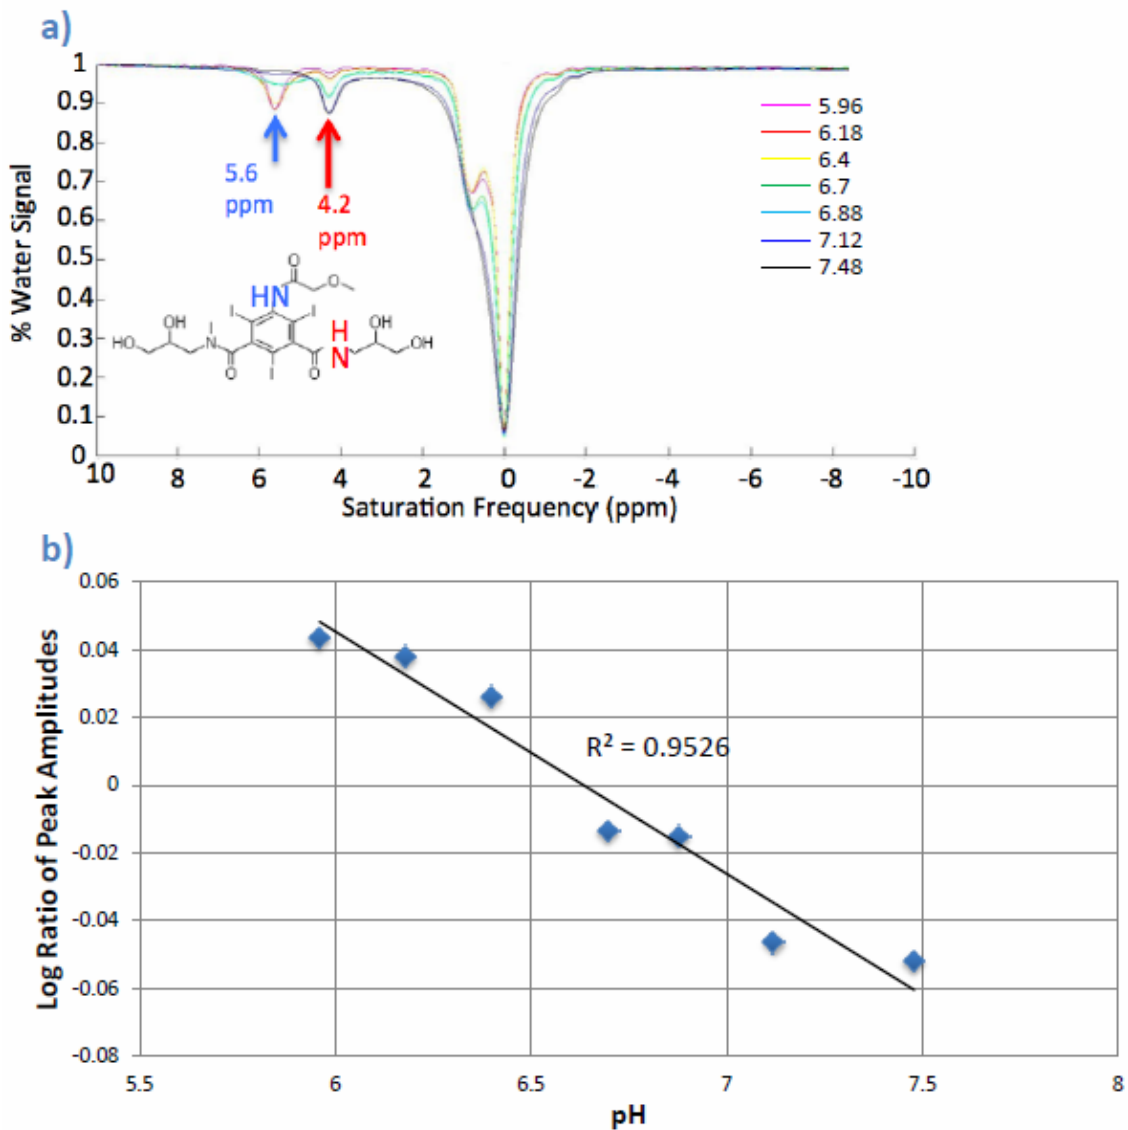 a)
1
0.9
0.8
0.7
0.6
0.5
0.4
0.3
0.2
0.1
0
% Water Signal
5.6
ppm
4.2
ppm
5.96
6.18
6.4
6.7
6.88
7.12
7.48
O
O
HN
I
I
OH
HO
N
O
I
O
H
N
OH
OH
10 8 6 4 2 0 -2 -4 -6 -8 -10
Saturation Frequency (ppm)
b)
0.06
0.04
0.02
0
-0.02
-0.04
-0.06
-0.08
Log Ratio of Peak Amplitudes
R² = 0.9526
5.5 6 6.5 7 7.5 8
pH